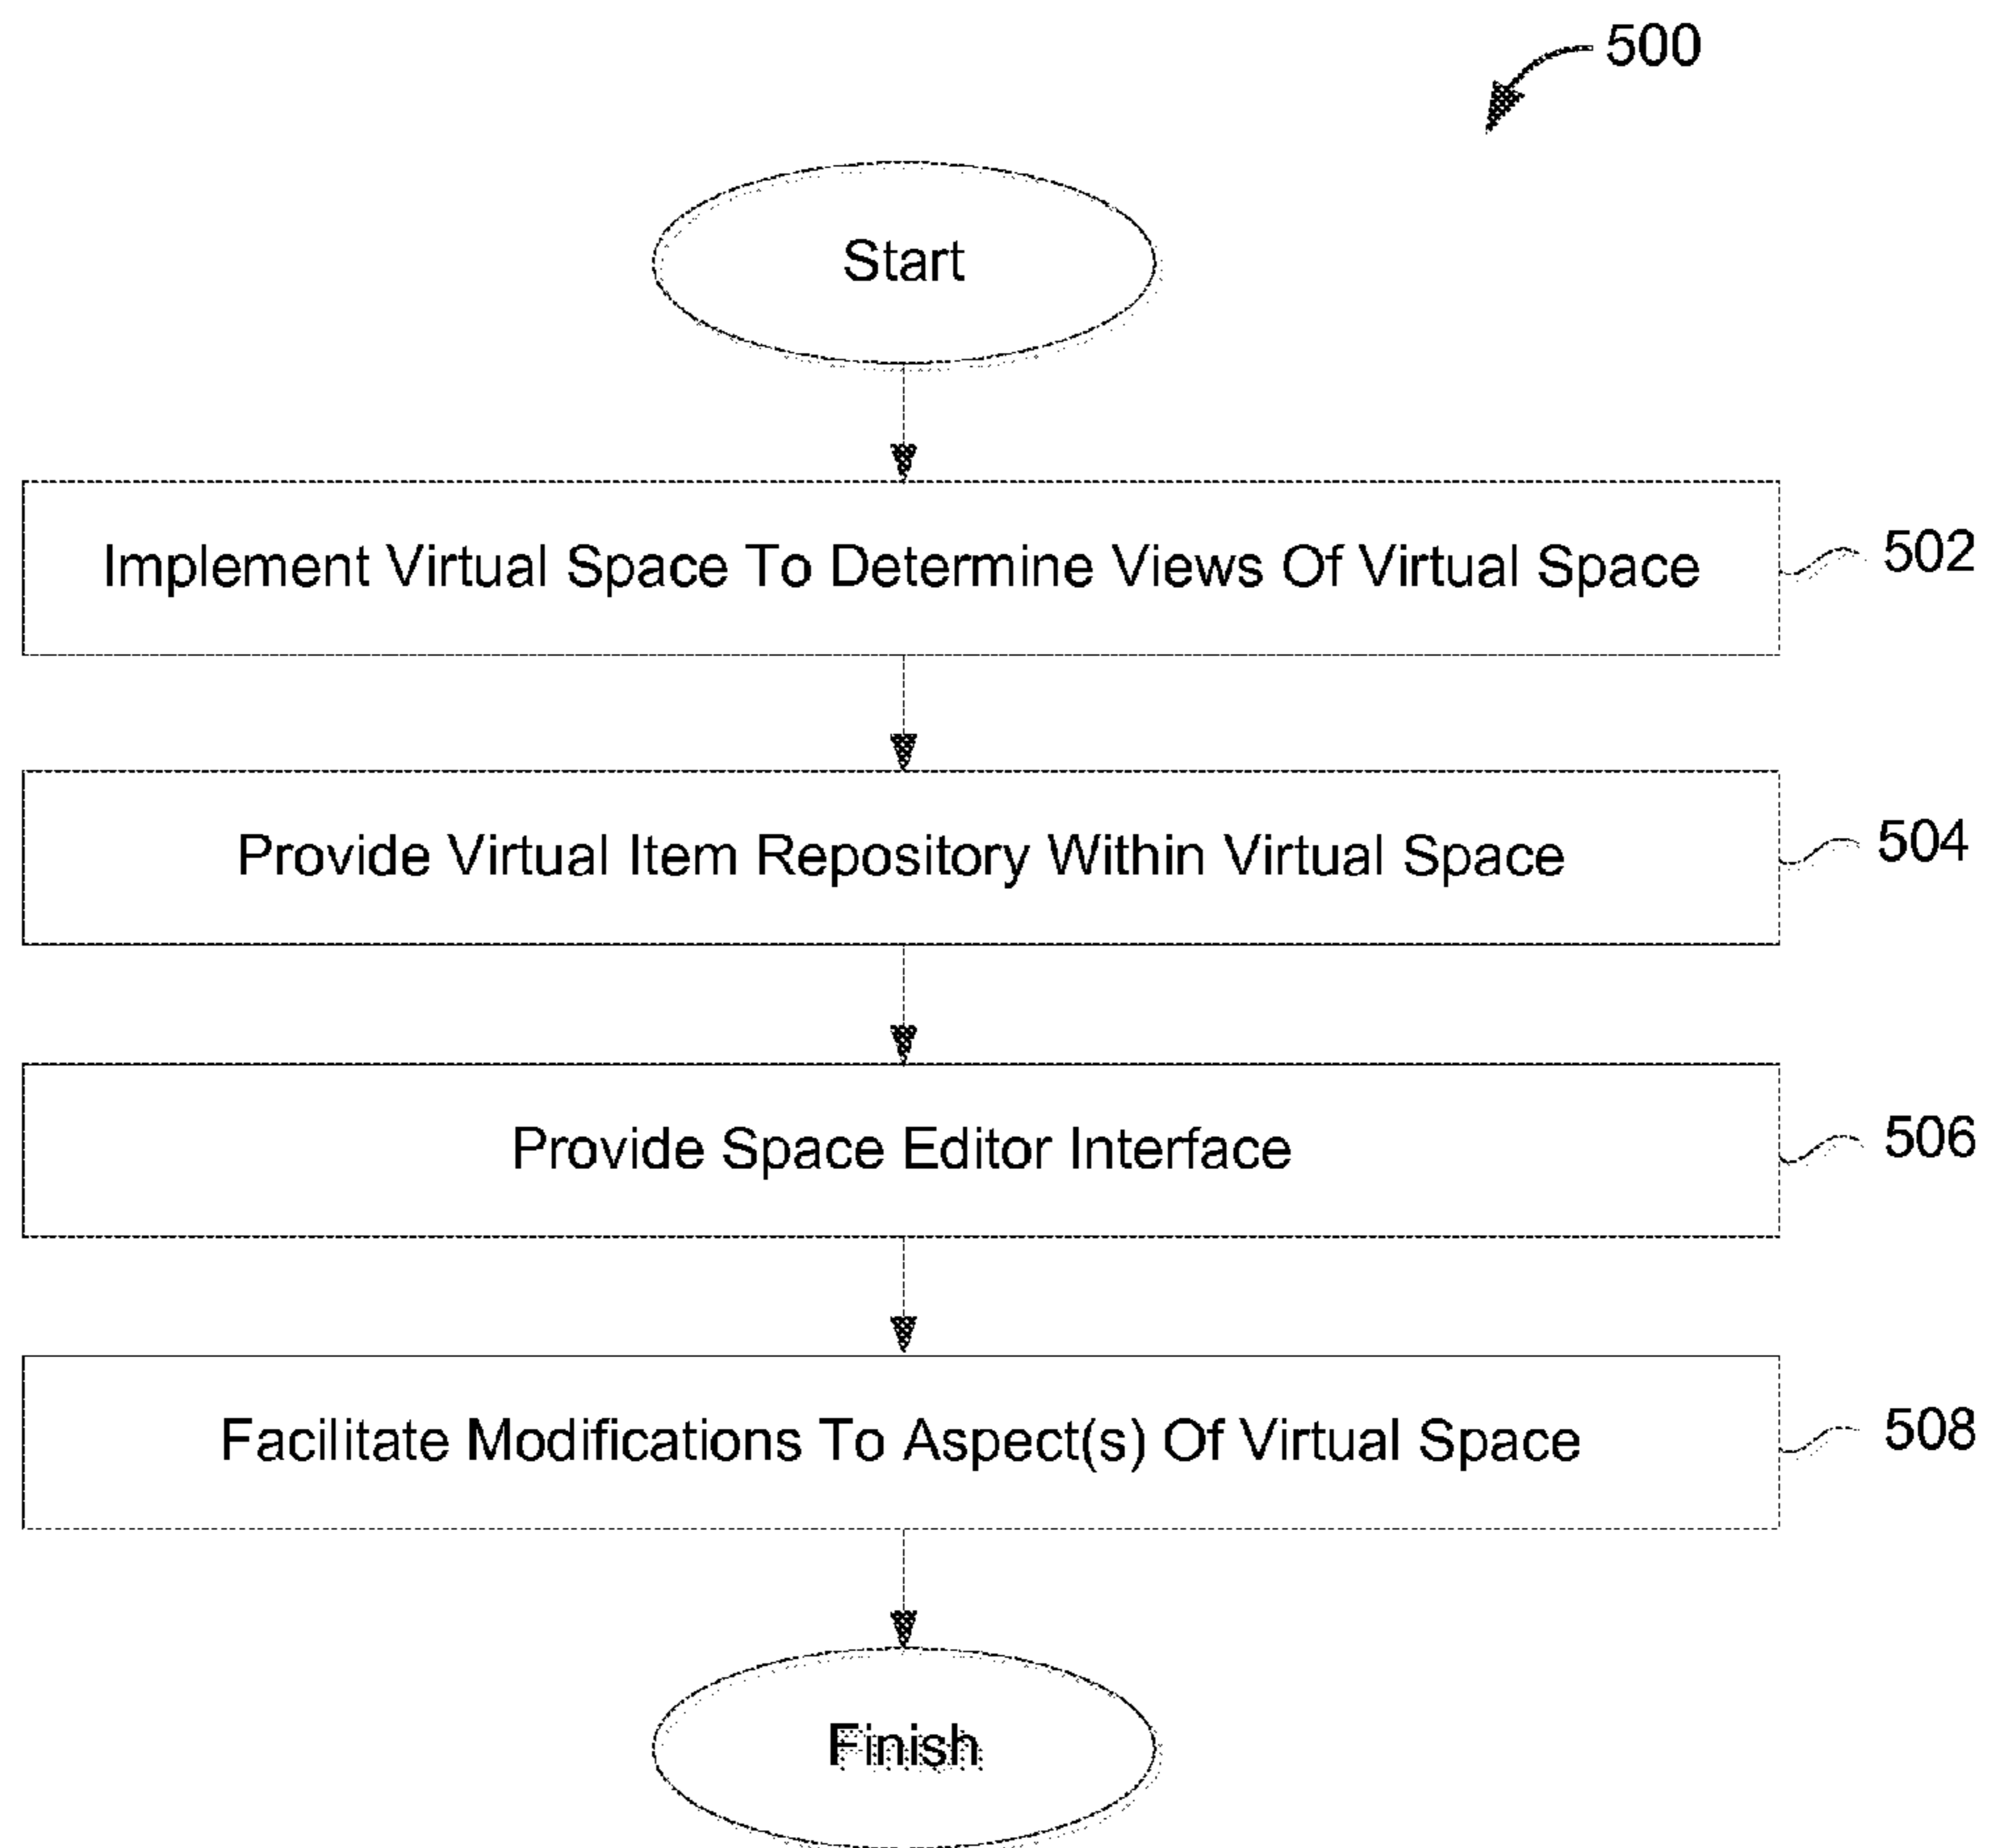 500
Start
Implement Virtual Space To Determine Views Of Virtual Space
502
Provide Virtual Item Repository Within Virtual Space
504
Provide Space Editor Interface
506
Facilitate Modifications To Aspect(s) Of Virtual Space
508
Finish